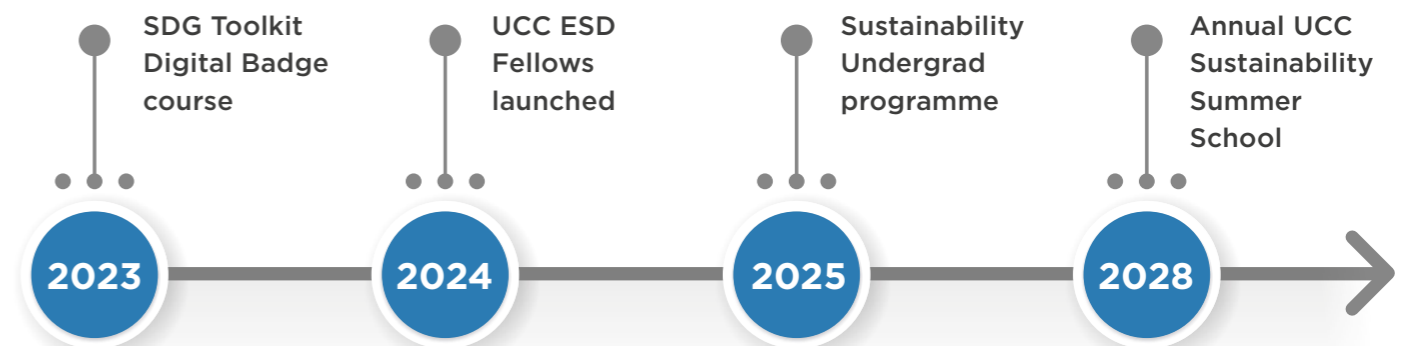 SDG Toolkit
Digital Badge
course
UCC ESD
Fellows
launched
Sustainability
Undergrad
programme
Annual UCC
Sustainability
Summer
School
2023
2024
2025
2028